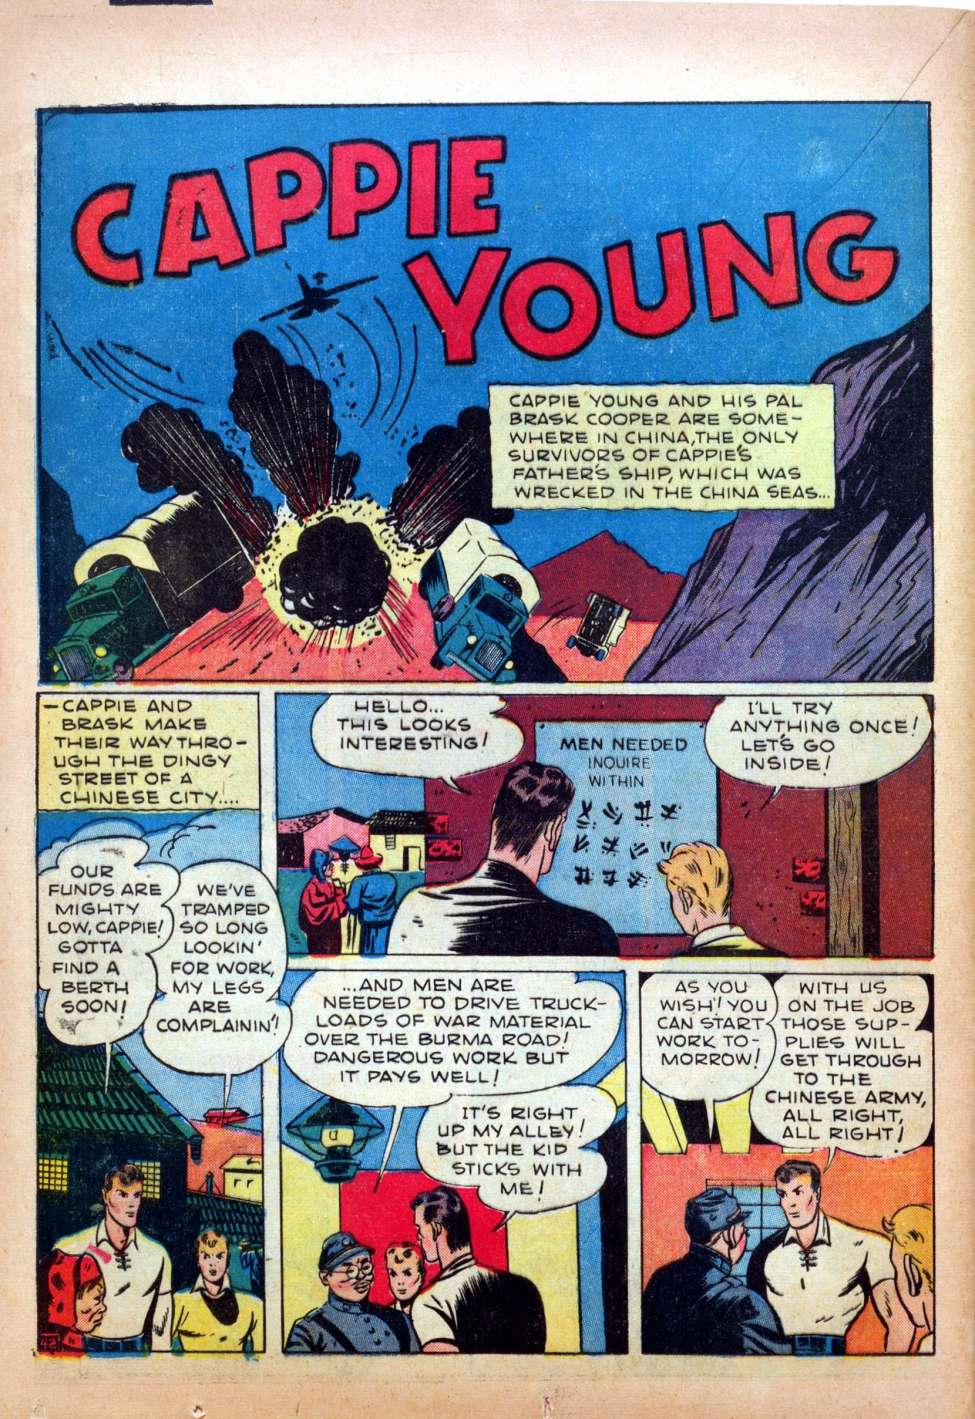 CAPPIE
YOUNG
CAPPIE YOUNG AND HIS PAL
BRASK COOPER ARE SOME-
WHERE IN CHINA, THE ONLY
SURVIVORS OF CAPPIE'S
FATHER'S SHIP, WHICH WAS
WRECKED IN THE CHINA SEAS...
-CAPPIE AND
BRASK MAKE
THEIR WAY THRO-
UGH THE DINGY
STREET OF A
CHINESE CITY....
OUR
FUNDS ARE
MIGHTY
LOW, CAPPIE!
GOTTA
FIND A
BERTH
SOON!
WE'VE
TRAMPED
SO LONG
LOOKIN'
FOR WORK,
MY LEGS
ARE
COMPLAININ'!
HELLO...
THIS LOOKS
INTERESTING!
MEN NEEDED
INQUIRE
WITHIN
I'LL TRY
ANYTHING ONCE!
LET'S GO
INSIDE!
...AND MEN ARE
NEEDED TO DRIVE TRUCK-
LOADS OF WAR MATERIAL
OVER THE BURMA ROAD!
DANGEROUS WORK BUT
IT PAYS WELL!
IT'S RIGHT
UP MY ALLEY!
BUT THE KID
STICKS WITH
ME!
AS YOU
WISH! YOU
CAN START
WORK TO-
MORROW!
WITH US
ON THE JOB
THOSE SUP-
PLIES WILL
GET THROUGH
TO THE
CHINESE ARMY,
ALL RIGHT,
ALL RIGHT!